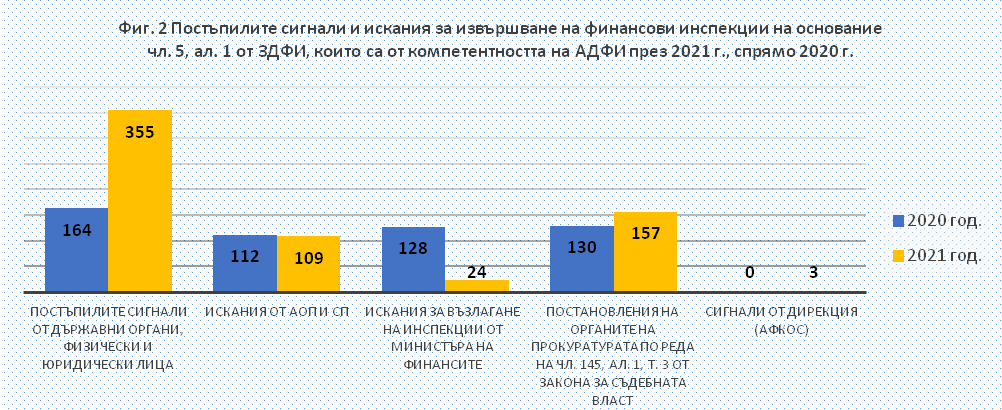 Фиг. 2 Постъпилите сигнали и искания за извършване на финансови инспекции на основание
чл. 5, ал. 1 от ЗДФИ, които са от компетентността на АДФИ през 2021 г., спрямо 2020 г.
355
164
112
109
128
24
130
157
0
3
2020 год.
2021 год.
ПОСТЪПИЛИТЕ СИГНАЛИ
ОТ ДЪРЖАВНИ ОРГАНИ,
ФИЗИЧЕСКИ И
ЮРИДИЧЕСКИ ЛИЦА
ИСКАНИЯ ОТ АОП И СП
ИСКАНИЯ ЗА ВЪЗЛАГАНЕ
НА ИНСПЕКЦИИ ОТ
МИНИСТЪРА НА
ФИНАНСИТЕ
ПОСТАНОВЛЕНИЯ НА
ОРГАНИТЕ НА
ПРОКУРАТУРАТА ПО РЕДА
НА ЧЛ. 145, АЛ. 1, Т. 3 ОТ
ЗАКОНА ЗА СЪДЕБНАТА
ВЛАСТ
СИГНАЛИ ОТ ДИРЕКЦИЯ
(АФКОС)